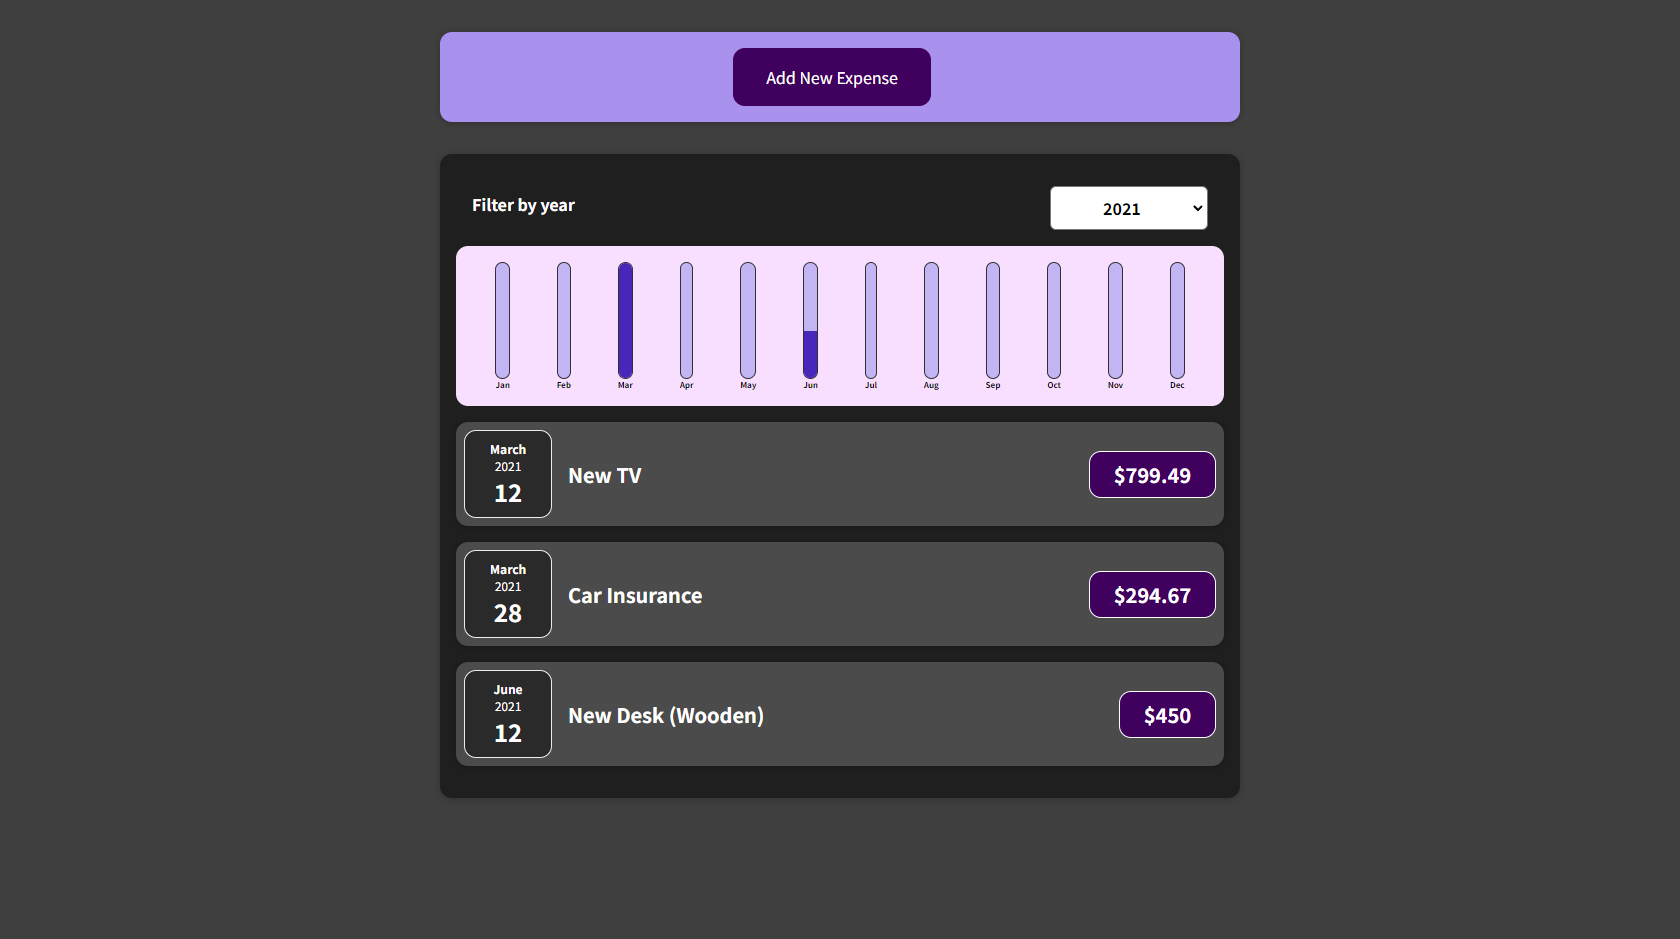 Add New Expense
Filter by year
2021
Jan Feb Mar Apr May Jun Jul Aug Sep Oct Nov Dec
March
2021
12
New TV
$799.49
March
2021
28
Car Insurance
$294.67
June
2021
12
New Desk (Wooden)
$450